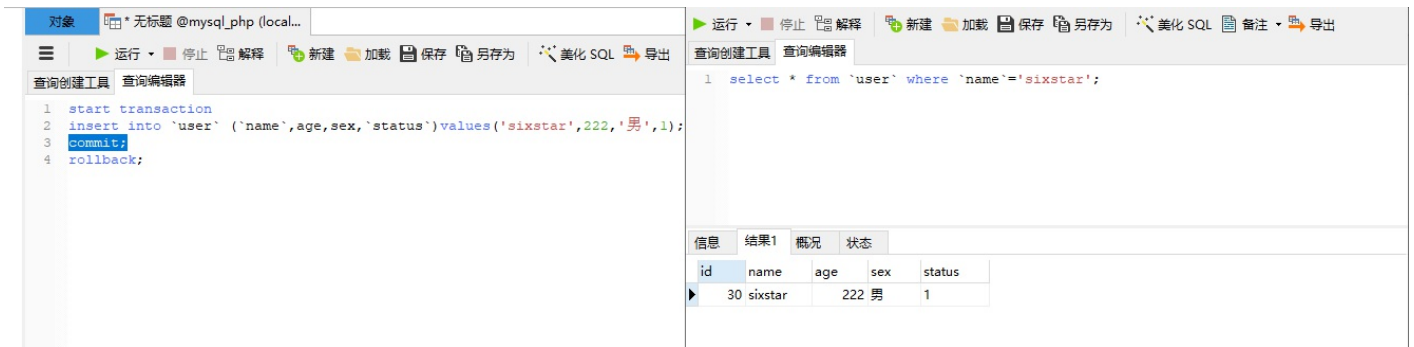 对象 * 无标题 @mysql_php (local...
运行 停止 解释 新建 加载 保存 另存为 美化 SQL 导出
查询创建工具 查询编辑器
1 start transaction
2 insert into `user` (`name`,age,sex,`status`)values('sixstar',222,'男',1);
3 commit;
4 rollback;
运行 停止 解释 新建 加载 保存 另存为 美化 SQL 备注 导出
查询创建工具 查询编辑器
1 select * from `user` where `name`='sixstar';
信息 结果1 概况 状态
id name age sex status
30 sixstar 222 男 1